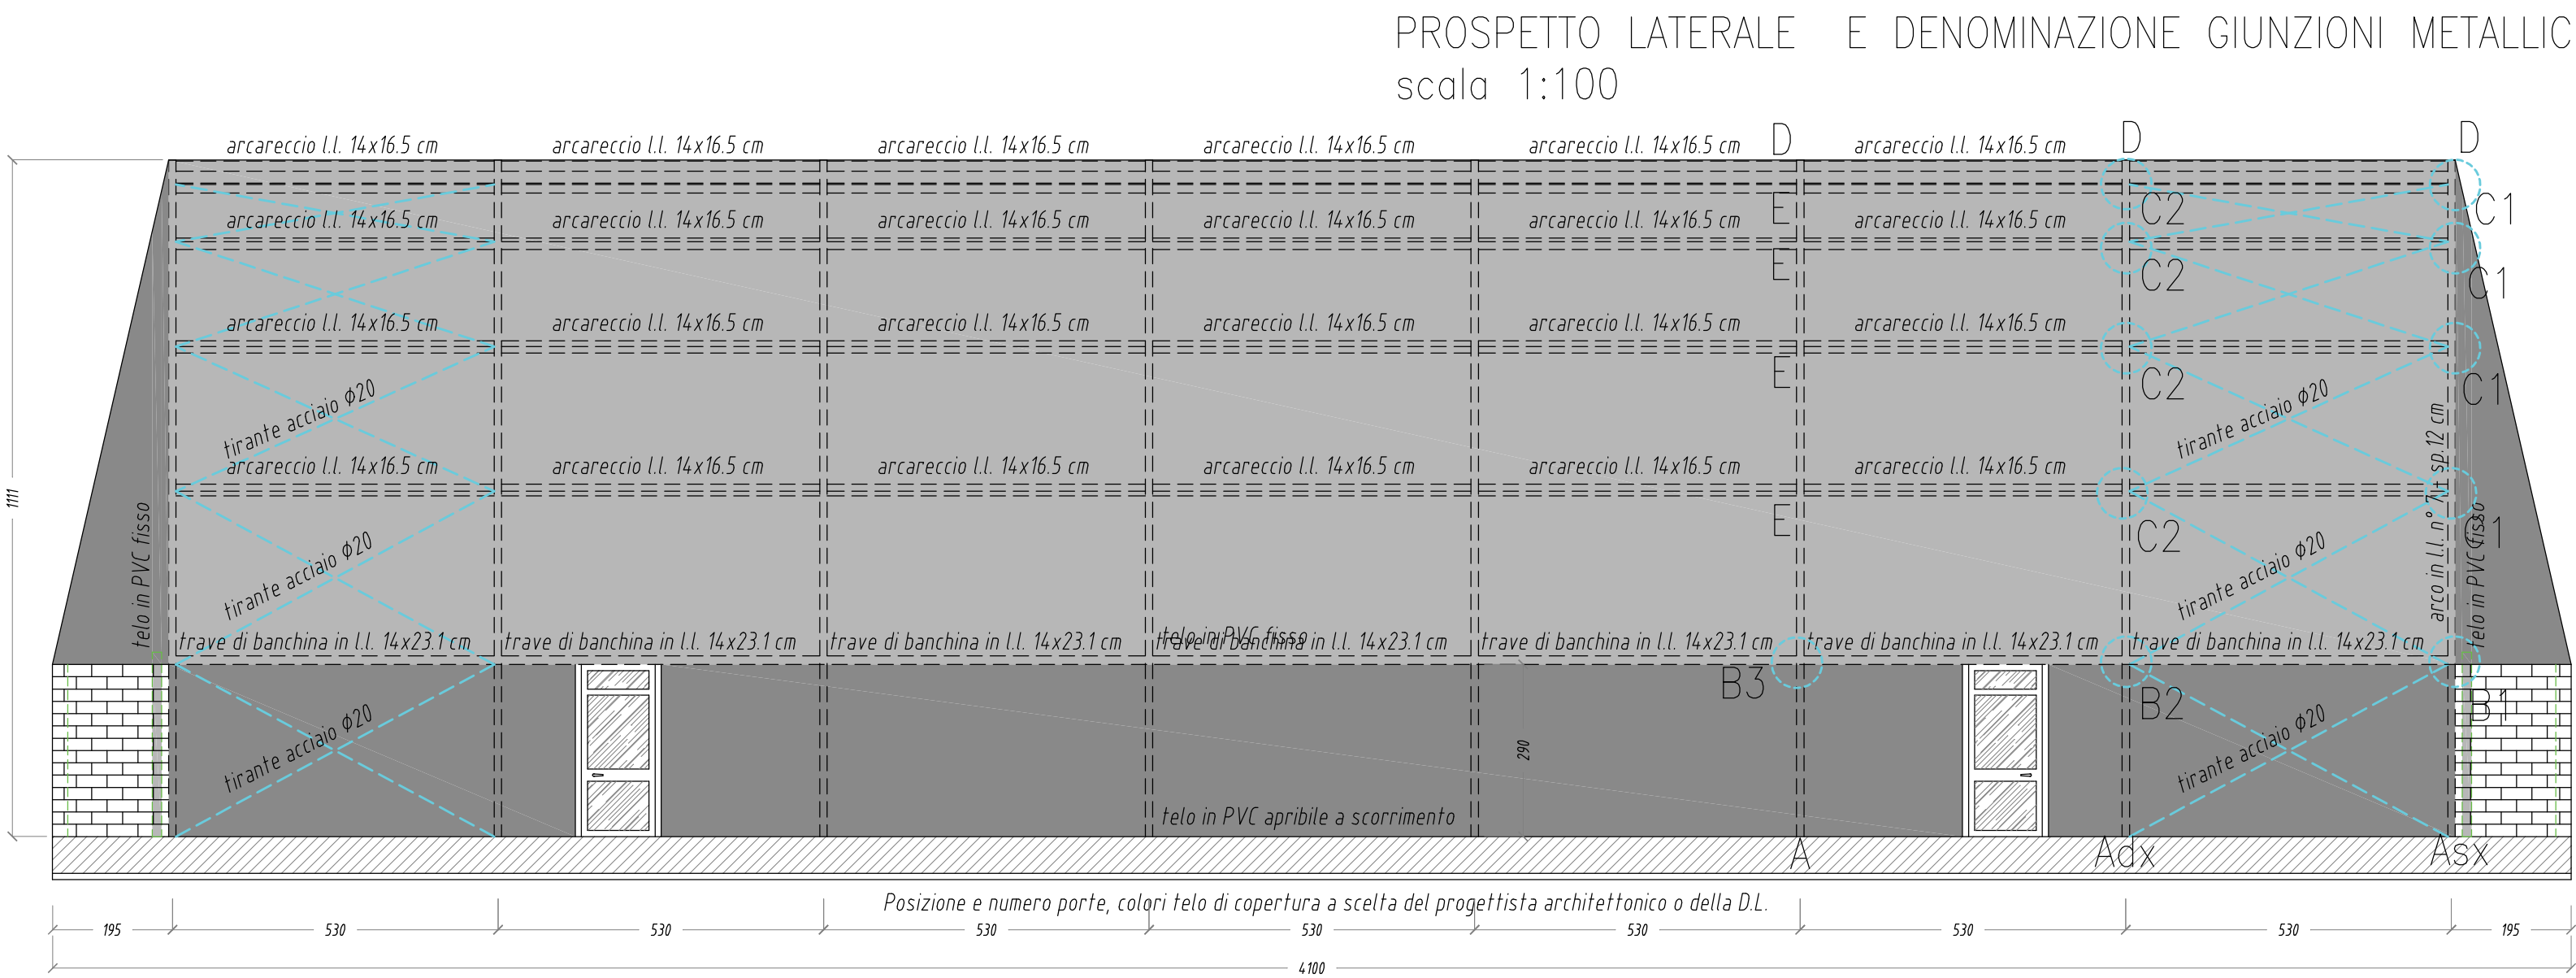 PROSPETTO LATERALE E DENOMINAZIONE GIUNZIONI METALLIC
scala 1:100
D D D
arcareccio l.l. 14x16.5 cm arcareccio l.l. 14x16.5 cm arcareccio l.l. 14x16.5 cm arcareccio l.l. 14x16.5 cm arcareccio l.l. 14x16.5 cm arcareccio l.l. 14x16.5 cm
E C2 C1
arcareccio l.l. 14x16.5 cm arcareccio l.l. 14x16.5 cm arcareccio l.l. 14x16.5 cm arcareccio l.l. 14x16.5 cm arcareccio l.l. 14x16.5 cm arcareccio l.l. 14x16.5 cm
E C2 C1
arcareccio l.l. 14x16.5 cm arcareccio l.l. 14x16.5 cm arcareccio l.l. 14x16.5 cm arcareccio l.l. 14x16.5 cm arcareccio l.l. 14x16.5 cm arcareccio l.l. 14x16.5 cm
E C2 C1
tirante acciaio Φ20 tirante acciaio Φ20
arcareccio l.l. 14x16.5 cm arcareccio l.l. 14x16.5 cm arcareccio l.l. 14x16.5 cm arcareccio l.l. 14x16.5 cm arcareccio l.l. 14x16.5 cm arcareccio l.l. 14x16.5 cm
1111
E C2 C1
arco in l.l. n° 7 - sp.12 cm
telo in PVC fisso telo in PVC fisso
tirante acciaio Φ20 tirante acciaio Φ20
telo in PVC fisso
trave di banchina in l.l. 14x23.1 cm trave di banchina in l.l. 14x23.1 cm trave di banchina in l.l. 14x23.1 cm trave di banchina in l.l. 14x23.1 cm trave di banchina in l.l. 14x23.1 cm trave di banchina in l.l. 14x23.1 cm trave di banchina in l.l. 14x23.1 cm
B3 B2 B1
tirante acciaio Φ20 290 tirante acciaio Φ20
telo in PVC apribile a scorrimento
A Adx Asx
Posizione e numero porte, colori telo di copertura a scelta del progettista architettonico o della D.L.
195 530 530 530 530 530 530 530 195
4100